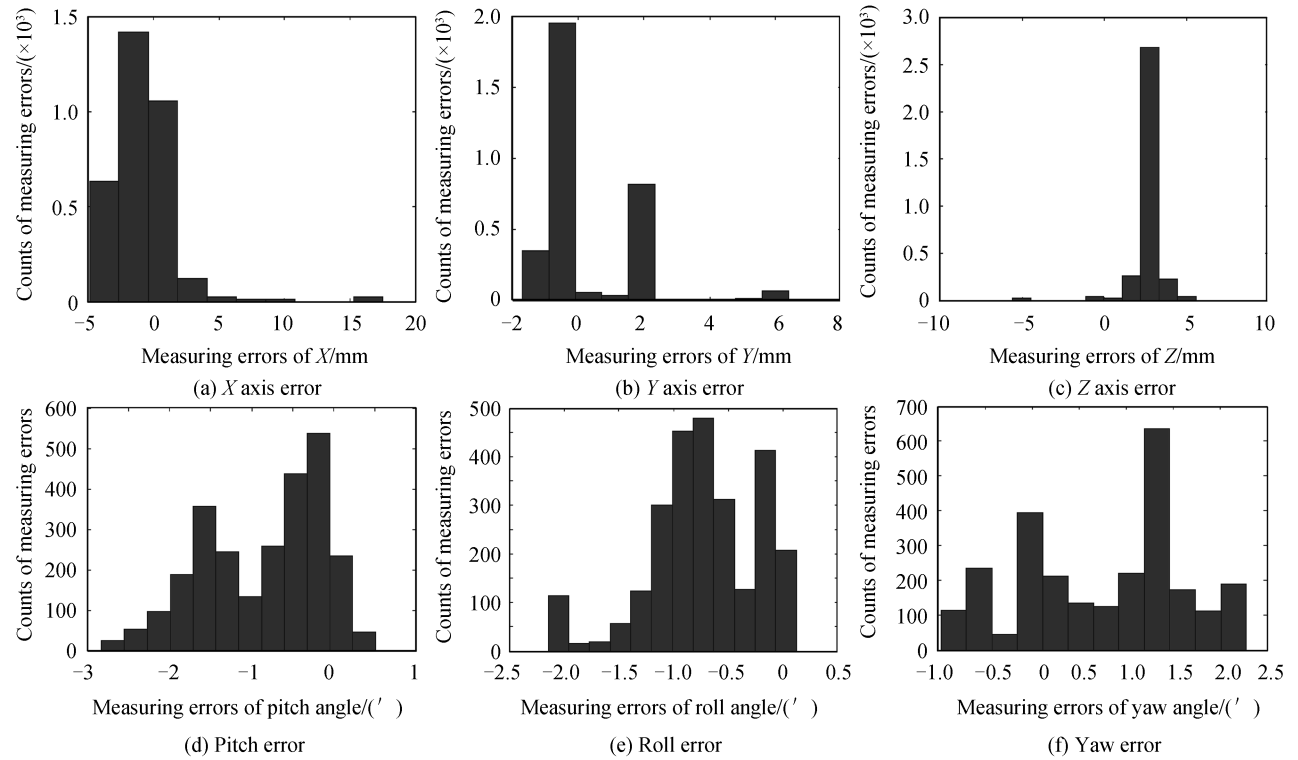 Counts of measuring errors/(×10³)
1.5
1.0
0.5
0
−5 0 5 10 15 20
Measuring errors of X/mm
(a) X axis error
Counts of measuring errors/(×10³)
2.0
1.5
1.0
0.5
0
−2 0 2 4 6 8
Measuring errors of Y/mm
(b) Y axis error
Counts of measuring errors/(×10³)
3.0
2.5
2.0
1.5
1.0
0.5
0
−10 −5 0 5 10
Measuring errors of Z/mm
(c) Z axis error
Counts of measuring errors
600
500
400
300
200
100
0
−3 −2 −1 0 1
Measuring errors of pitch angle/(′ )
(d) Pitch error
Counts of measuring errors
500
400
300
200
100
0
−2.5 −2.0 −1.5 −1.0 −0.5 0 0.5
Measuring errors of roll angle/(′ )
(e) Roll error
Counts of measuring errors
700
600
500
400
300
200
100
0
−1.0 −0.5 0 0.5 1.0 1.5 2.0 2.5
Measuring errors of yaw angle/(′ )
(f) Yaw error